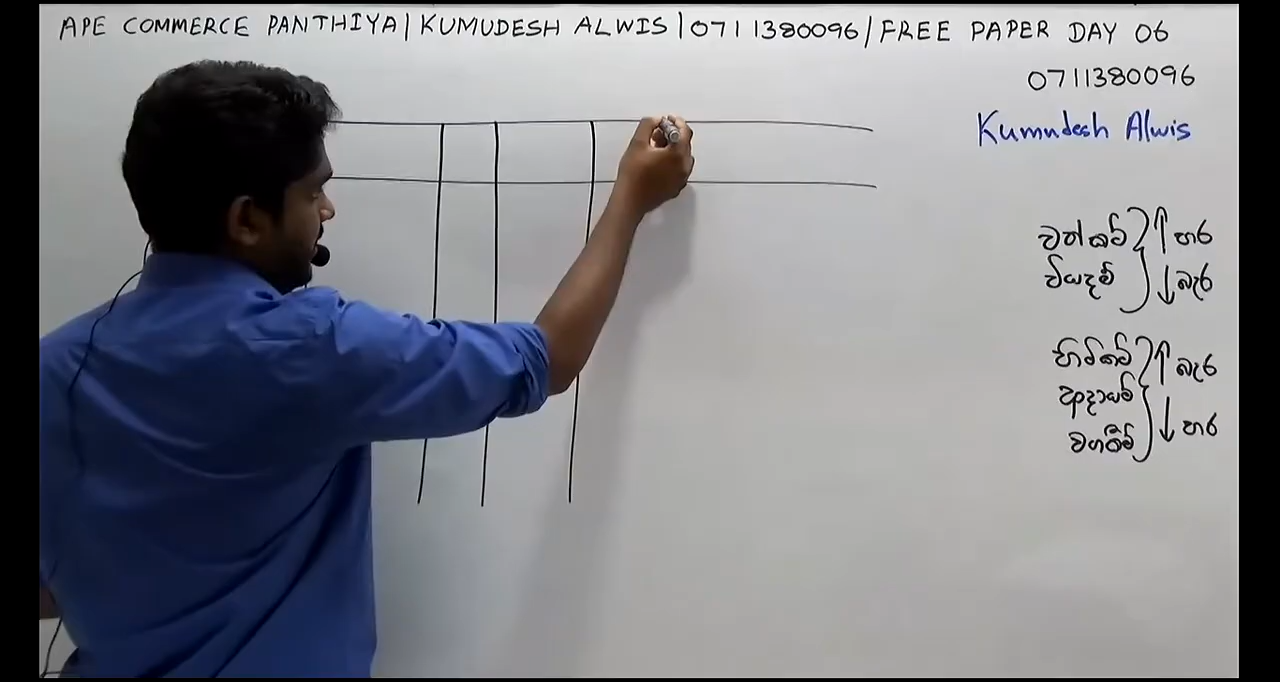 APE COMMERCE PANTHIYA | KUMUDESH ALWIS | 0711380096 / FREE PAPER DAY 06
0711380096
Kumudesh Alwis
වත්කම් ↑ හර
වියදම් ↓ බැර
හිමිකම් ↑ බැර
ආදායම්
වගකීම් ↓ හර